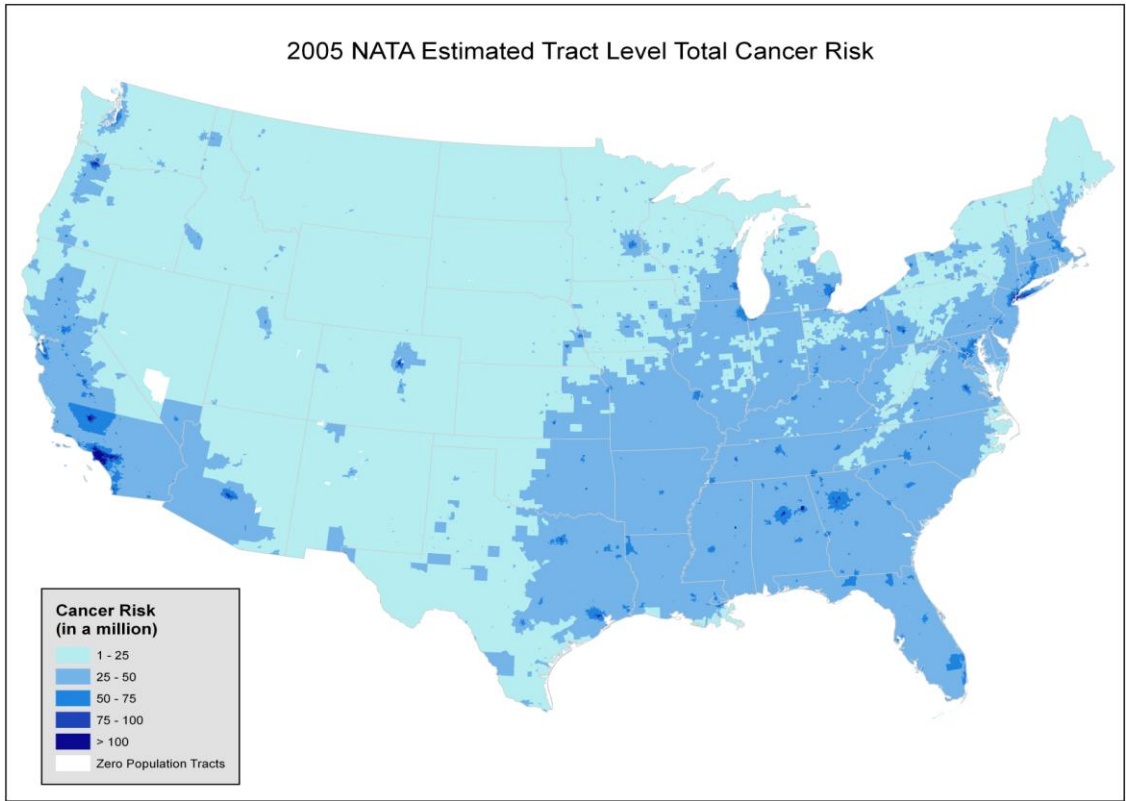 2005 NATA Estimated Tract Level Total Cancer Risk
Cancer Risk
(in a million)
1 - 25
25 - 50
50 - 75
75 - 100
> 100
Zero Population Tracts